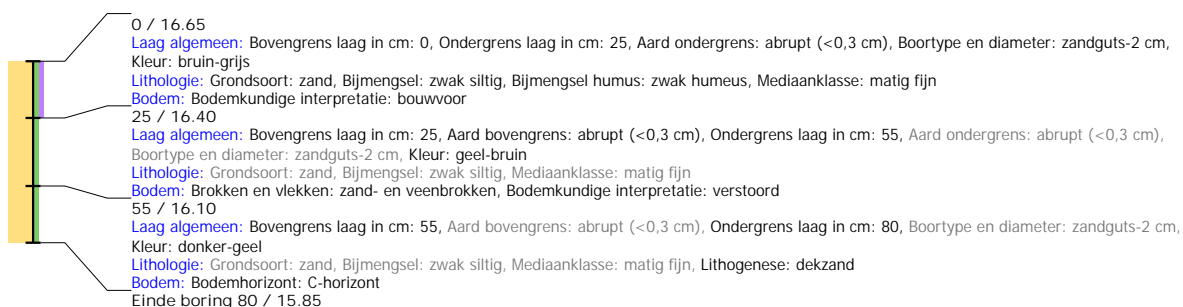 0 / 16.65
Laag algemeen: Bovengrens laag in cm: 0, Ondergrens laag in cm: 25, Aard ondergrens: abrupt (<0,3 cm), Boortype en diameter: zandguts-2 cm,
Kleur: bruin-grijs
Lithologie: Grondsoort: zand, Bijmengsel: zwak siltig, Bijmengsel humus: zwak humeus, Mediaanklasse: matig fijn
Bodem: Bodemkundige interpretatie: bouwvoor
25 / 16.40
Laag algemeen: Bovengrens laag in cm: 25, Aard bovengrens: abrupt (<0,3 cm), Ondergrens laag in cm: 55, Aard ondergrens: abrupt (<0,3 cm),
Boortype en diameter: zandguts-2 cm, Kleur: geel-bruin
Lithologie: Grondsoort: zand, Bijmengsel: zwak siltig, Mediaanklasse: matig fijn
Bodem: Brokken en vlekken: zand- en veenbrokken, Bodemkundige interpretatie: verstoord
55 / 16.10
Laag algemeen: Bovengrens laag in cm: 55, Aard bovengrens: abrupt (<0,3 cm), Ondergrens laag in cm: 80, Boortype en diameter: zandguts-2 cm,
Kleur: donker-geel
Lithologie: Grondsoort: zand, Bijmengsel: zwak siltig, Mediaanklasse: matig fijn, Lithogenese: dekzand
Bodem: Bodemhorizont: C-horizont
Einde boring 80 / 15.85